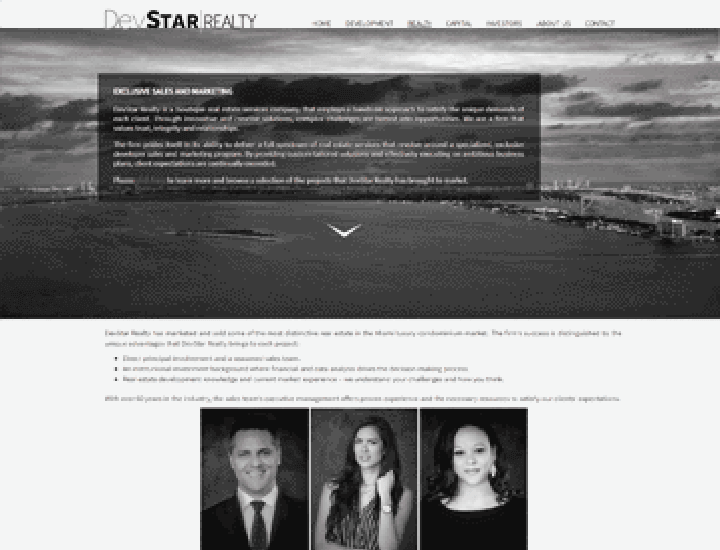 DevSTAR|REALTY
HOME DEVELOPMENT REALTY CAPITAL INVESTORS ABOUT US CONTACT
EXCLUSIVE SALES AND MARKETING
DevStar Realty is a boutique real estate services company, that employs a hands-on approach to satisfy the unique demands of
each client. Through innovative and creative solutions, complex challenges are turned into opportunities. We are a firm that
values trust, integrity and relationships.
The firm prides itself in its ability to deliver a full syndrum of real estate services that revolve around a specialized, exclusive
developer sales and marketing program. By providing custom-tailored solutions and effectively executing on ambitious business
plans, client expectations are continually exceeded.
Please to learn more and browse a selection of the projects that DevStar Realty has brought to market.
DevStar Realty has marketed and sold some of the most distinctive real estate in the Miami luxury condominium market. The firm's success is distinguished by the
unique advantages that DevStar Realty brings to each project:
Direct principal involvement and a seasoned sales team.
An institutional investment background where financial and data analysis drives the decision making process.
Real estate development knowledge and current market experience - we understand your challenges and how you think.
With over 60 years in the industry, the sales team's executive management offers proven experience and the necessary resources to satisfy our clients' expectations.